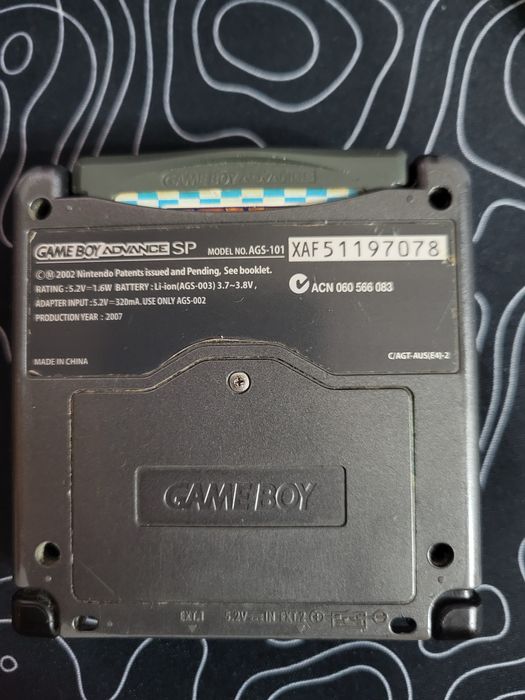 GAME BOY ADVANCE
GAME BOY ADVANCE SP MODEL NO. AGS-101 XAF51197078
©Ⓜ 2002 Nintendo Patents issued and Pending, See booklet.
RATING : 5.2V⎓1.6W BATTERY : Li-ion(AGS-003) 3.7~3.8V,
ACN 060 566 083
ADAPTER INPUT : 5.2V⎓320mA. USE ONLY AGS-002
PRODUCTION YEAR : 2007
MADE IN CHINA
C/AGT-AUS(E4)-2
GAME BOY
EXT.1 5.2V⎓IN EXT.2